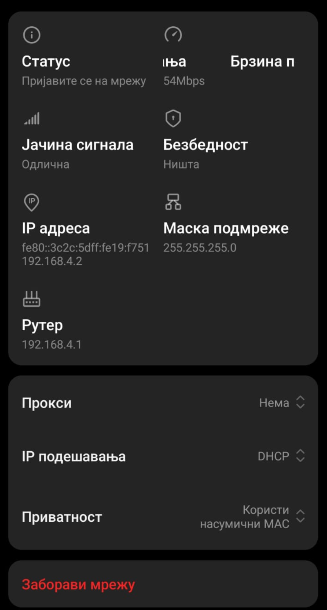 Статус
ања Брзина п
Пријавите се на мрежу
54Mbps
Јачина сигнала
Безбедност
Одлична
Ништа
IP
IP адреса
Маска подмреже
fe80::3c2c:5dff:fe19:f751
255.255.255.0
192.168.4.2
Рутер
192.168.4.1
Прокси
Нема
IP подешавања
DHCP
Приватност
Користи
насумични MAC
Заборави мрежу